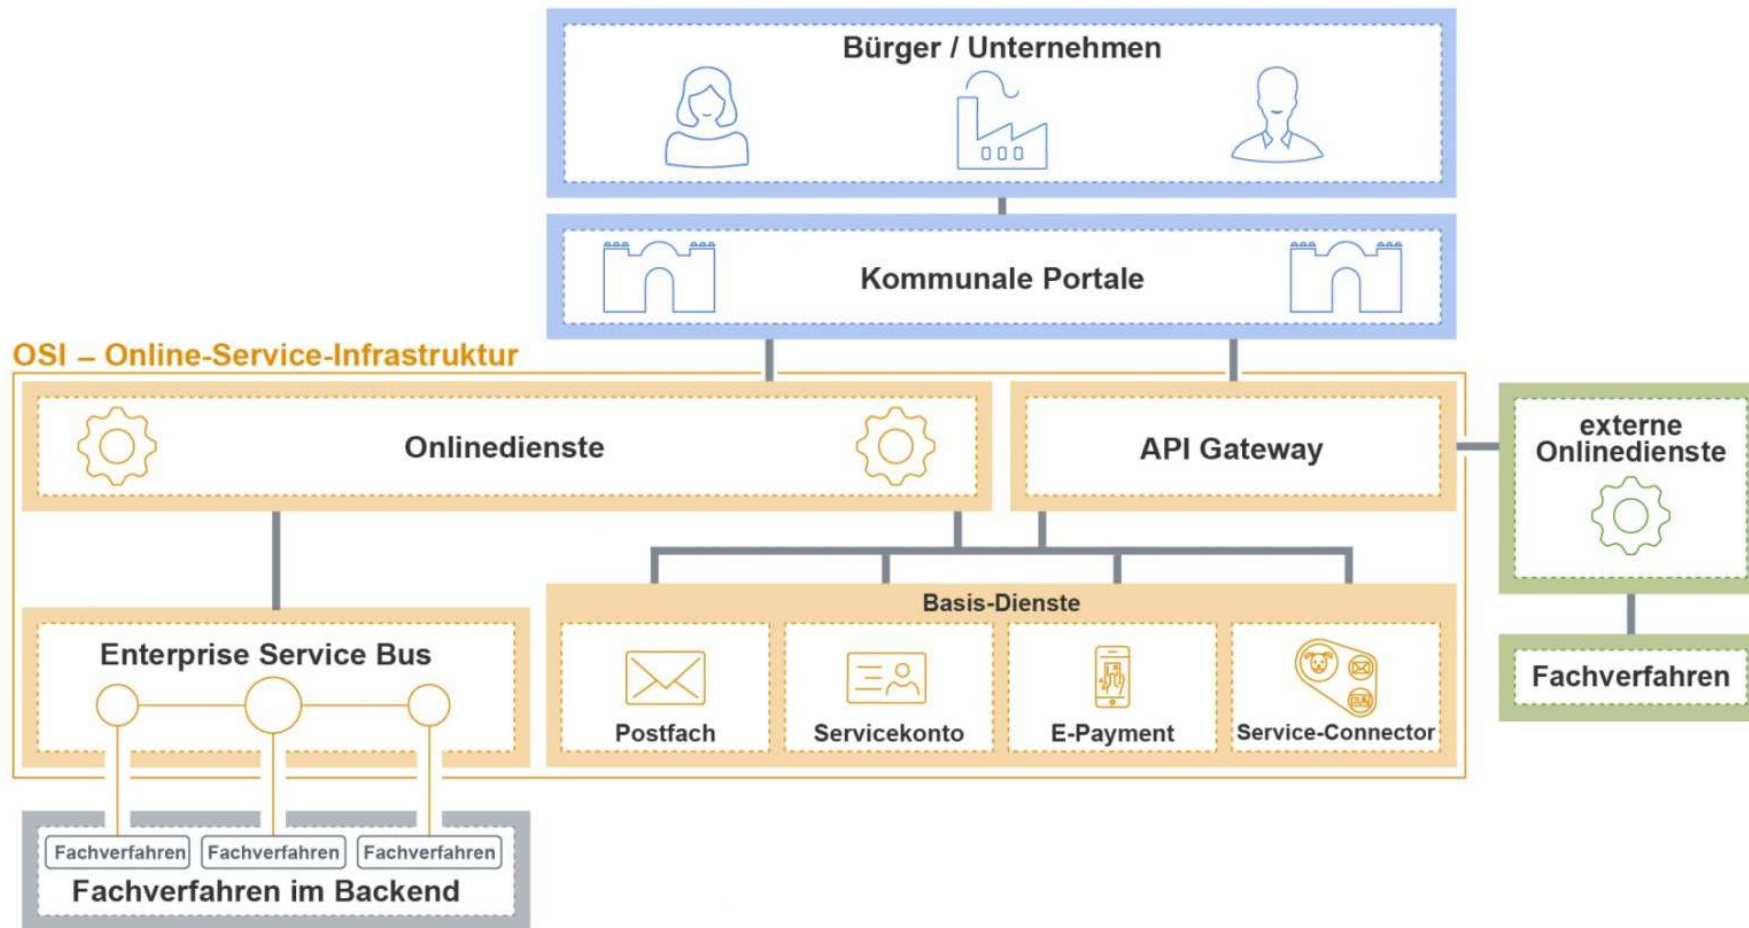 Bürger / Unternehmen
Kommunale Portale
OSI – Online-Service-Infrastruktur
Onlinedienste
API Gateway
externe
Onlinedienste
Enterprise Service Bus
Basis-Dienste
Postfach
Servicekonto
E-Payment
Service-Connector
Fachverfahren
Fachverfahren
Fachverfahren
Fachverfahren
Fachverfahren im Backend